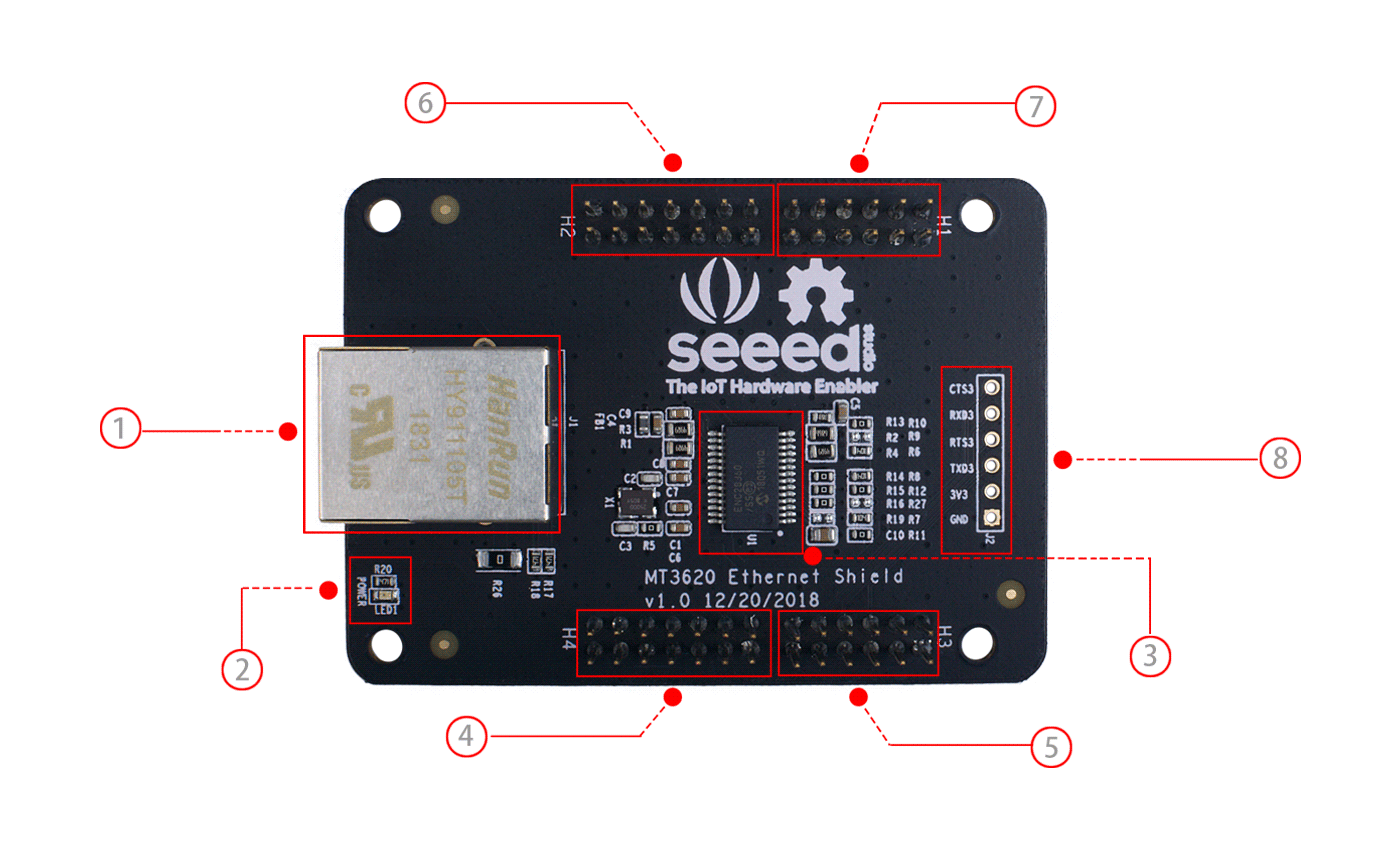 6
7
H2
H1
seeed
studio
The IoT Hardware Enabler
1
HanRun
HY911105T
1831
C
US
J1
FB1
C4
C9
R3
R1
C2
X1
C7
C3
R5
C1
C6
C5
R13 R10
R2 R9
R4 R6
R14 R8
R15 R12
R16 R27
R19 R7
C10 R11
ENC28J60
U1
CTS3
RXD3
RTS3
TXD3
3V3
GND
J2
8
R20
POWER
LED1
R26
R18
R17
MT3620 Ethernet Shield
v1.0 12/20/2018
H4
H3
2
3
4
5